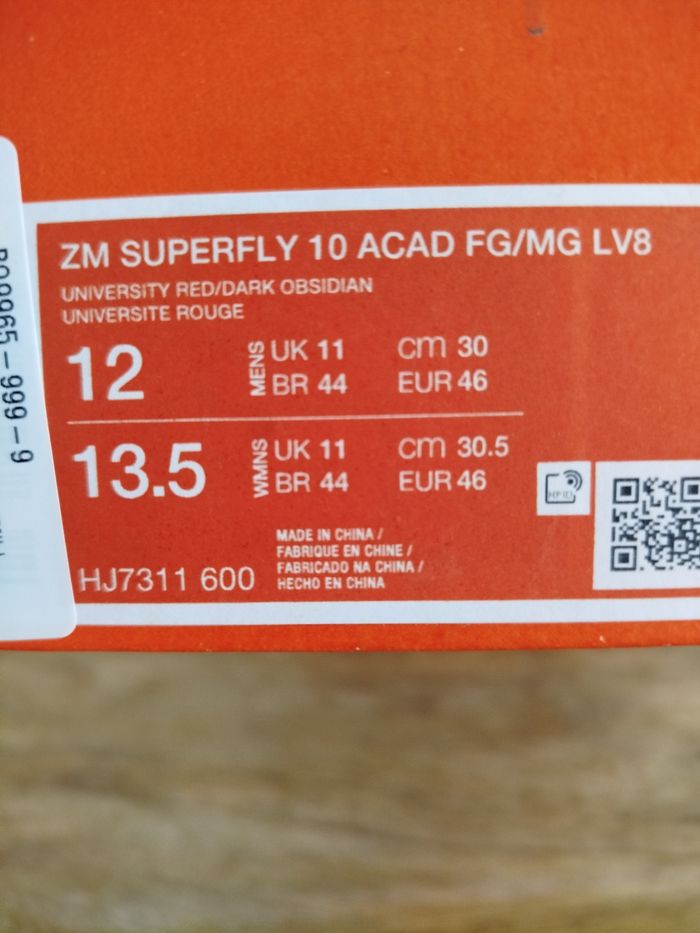 ZM SUPERFLY 10 ACAD FG/MG LV8
UNIVERSITY RED/DARK OBSIDIAN
UNIVERSITE ROUGE
12 MENS UK 11 cm 30
BR 44 EUR 46
13.5 WMNS UK 11 cm 30.5
BR 44 EUR 46
MADE IN CHINA /
FABRIQUE EN CHINE /
FABRICADO NA CHINA /
HECHO EN CHINA
HJ7311 600
-999-9